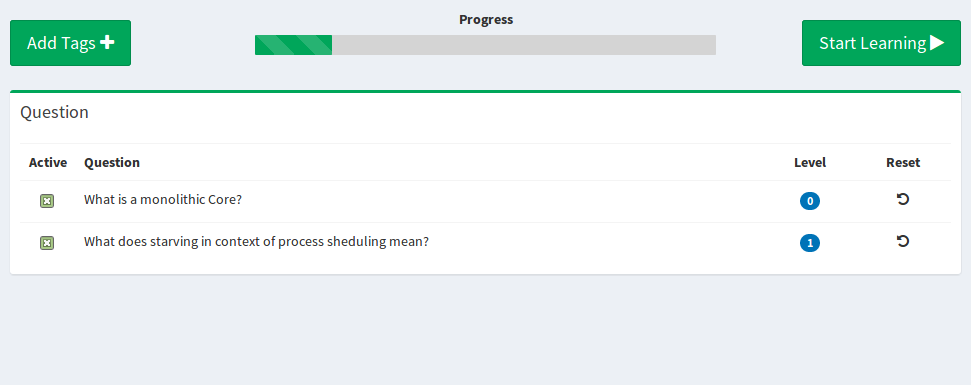 Progress
Add Tags
Start Learning
Question
Active Question Level Reset
What is a monolithic Core? 0
What does starving in context of process sheduling mean? 1